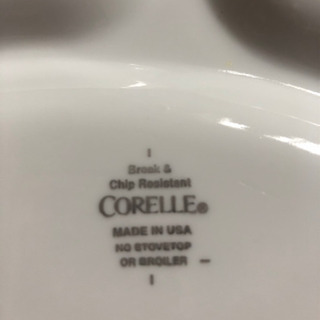 Break &
Chip Resistant
CORELLE®
MADE IN USA
NO STOVETOP
OR BROILER